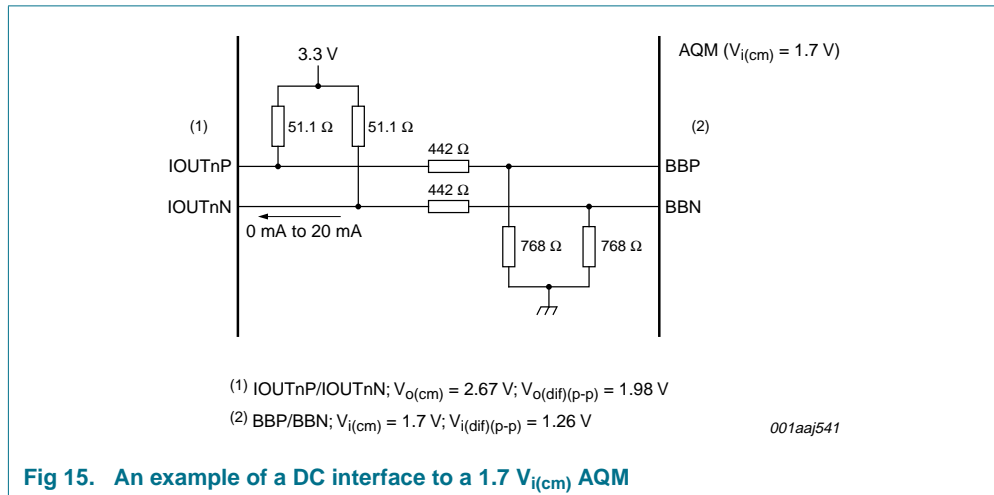 3.3 V
AQM (Vi(cm) = 1.7 V)
51.1 Ω
51.1 Ω
(1)
(2)
442 Ω
IOUTnP
BBP
442 Ω
IOUTnN
BBN
0 mA to 20 mA
768 Ω
768 Ω
(1) IOUTnP/IOUTnN; Vo(cm) = 2.67 V; Vo(dif)(p-p) = 1.98 V
(2) BBP/BBN; Vi(cm) = 1.7 V; Vi(dif)(p-p) = 1.26 V
001aaj541
Fig 15. An example of a DC interface to a 1.7 Vi(cm) AQM